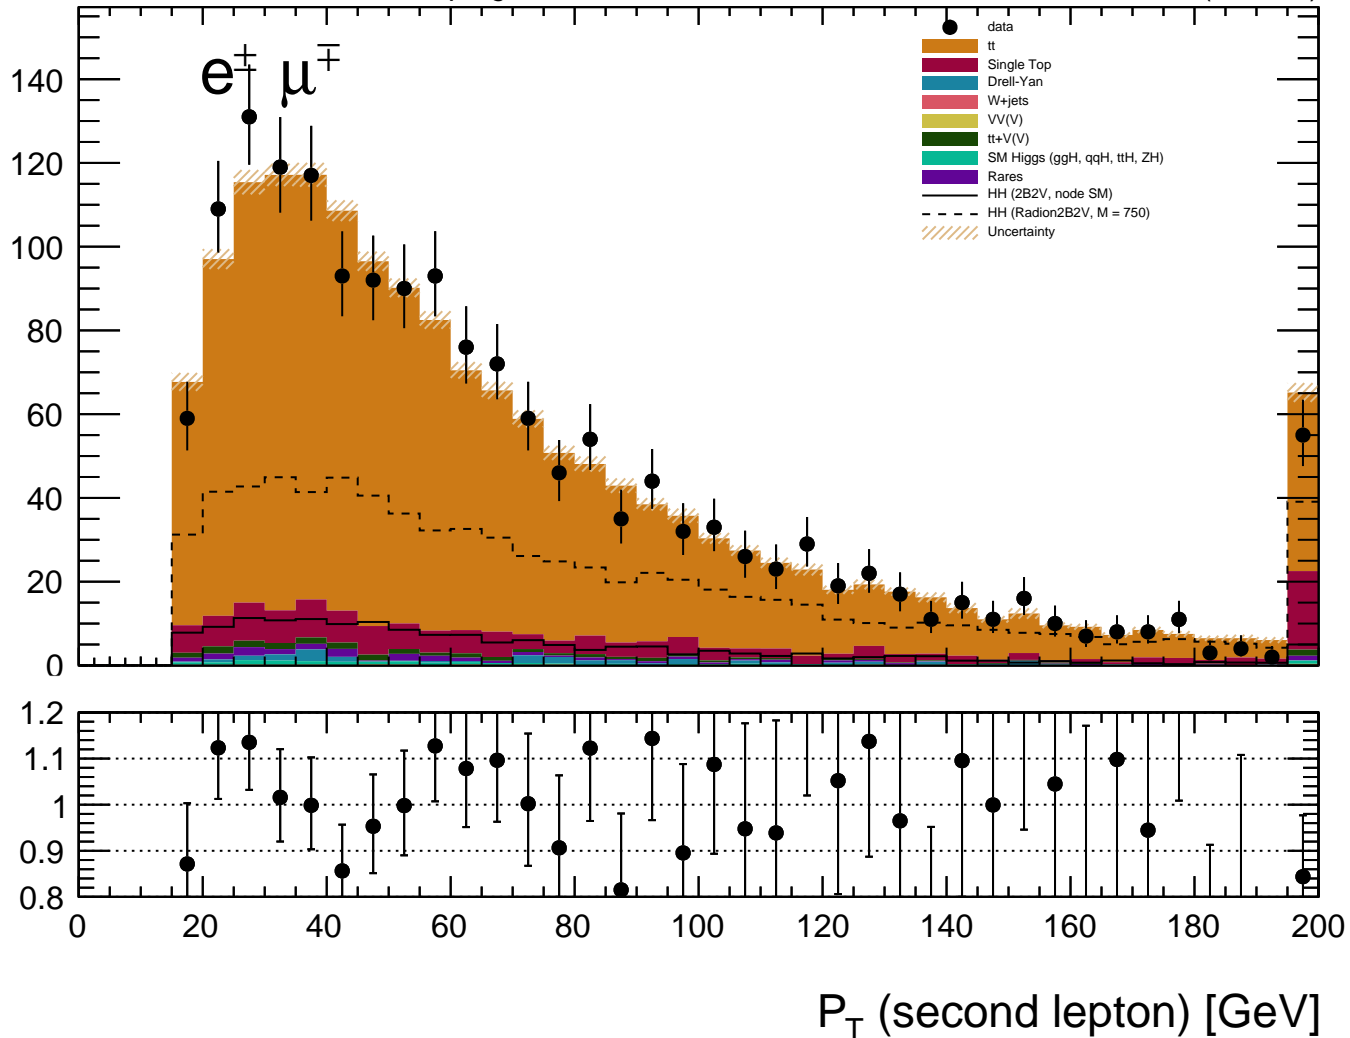 e± μ∓
data
tt
Single Top
Drell-Yan
W+jets
VV(V)
tt+V(V)
SM Higgs (ggH, qqH, ttH, ZH)
Rares
HH (2B2V, node SM)
HH (Radion2B2V, M = 750)
Uncertainty
140
120
100
80
60
40
20
0
1.2
1.1
1
0.9
0.8
0 20 40 60 80 100 120 140 160 180 200
P_T (second lepton) [GeV]